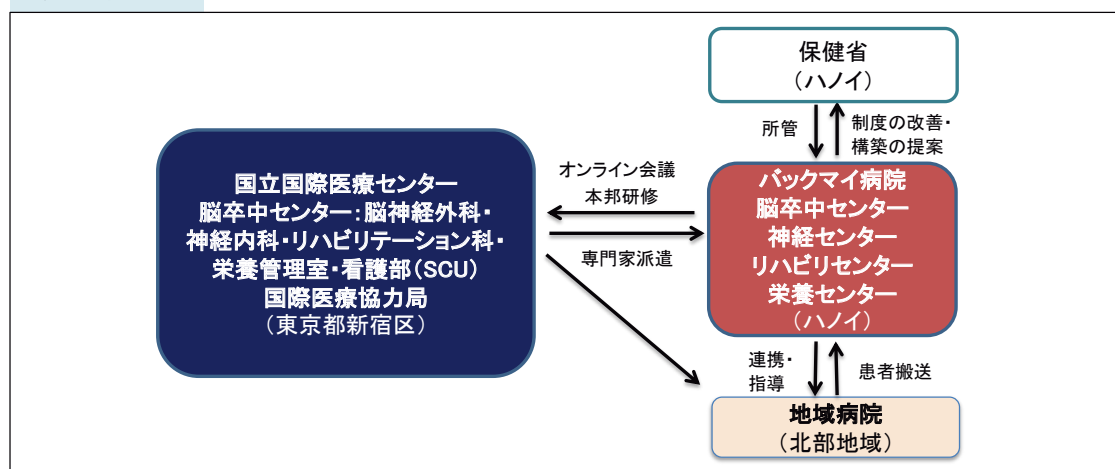 保健省
(ハノイ)
所管
制度の改善・
構築の提案
国立国際医療センター
脳卒中センター:脳神経外科・
神経内科・リハビリテーション科・
栄養管理室・看護部(SCU)
国際医療協力局
(東京都新宿区)
オンライン会議
本邦研修
専門家派遣
バックマイ病院
脳卒中センター
神経センター
リハビリセンター
栄養センター
(ハノイ)
連携・
指導
患者搬送
地域病院
(北部地域)